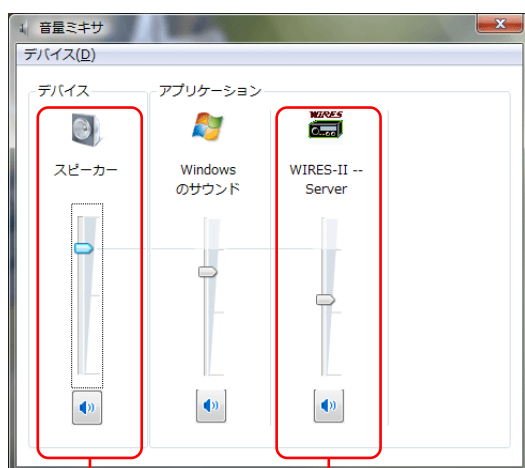 音量ミキサ
デバイス(D)
デバイス
アプリケーション
WIRES
スピーカー
Windows
のサウンド
WIRES-II --
Server